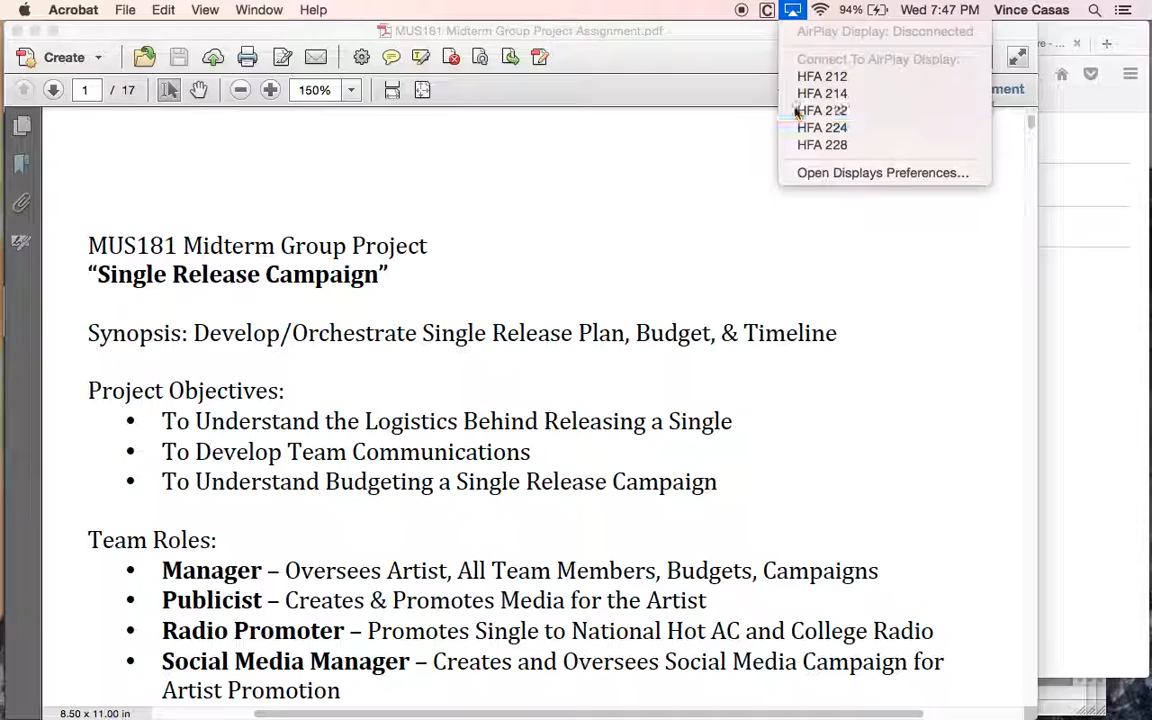 Acrobat File Edit View Window Help 94% Wed 7:47 PM Vince Casas
MUS181 Midterm Group Project Assignment.pdf
AirPlay Display: Disconnected
Connect To AirPlay Display:
HFA 212
HFA 214
HFA 222
HFA 224
HFA 228
Open Displays Preferences...
Create
1 / 17 150%
MUS181 Midterm Group Project
“Single Release Campaign”
Synopsis: Develop/Orchestrate Single Release Plan, Budget, & Timeline
Project Objectives:
• To Understand the Logistics Behind Releasing a Single
• To Develop Team Communications
• To Understand Budgeting a Single Release Campaign
Team Roles:
• Manager – Oversees Artist, All Team Members, Budgets, Campaigns
• Publicist – Creates & Promotes Media for the Artist
• Radio Promoter – Promotes Single to National Hot AC and College Radio
• Social Media Manager – Creates and Oversees Social Media Campaign for
Artist Promotion
8.50 x 11.00 in